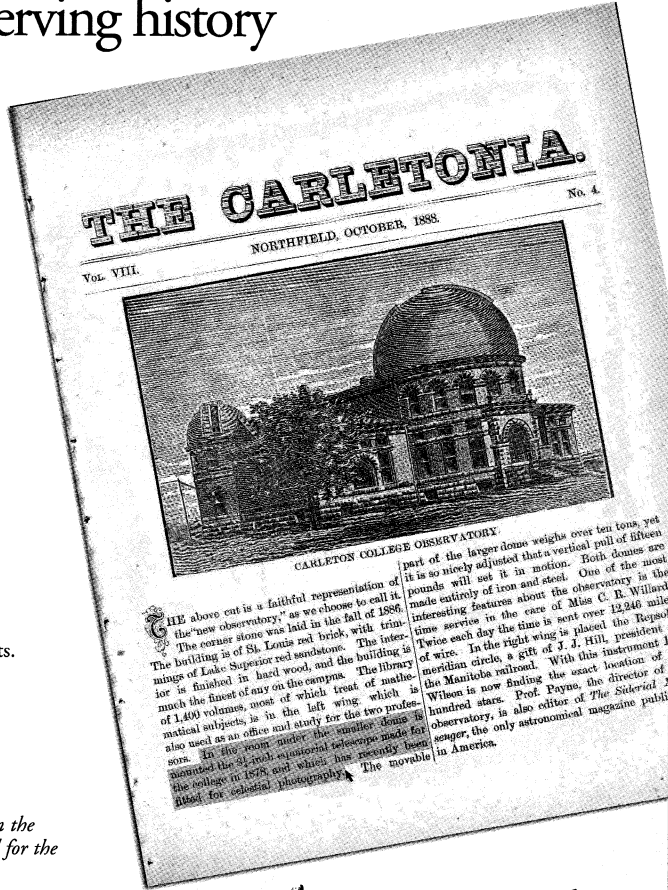 erving history
THE CARLETONIA.
VOL. VIII.
NORTHFIELD, OCTOBER, 1888.
No. 4.
CARLETON COLLEGE OBSERVATORY.
THE above cut is a faithful representation of
the "new observatory," as we choose to call it.
The corner stone was laid in the fall of 1886.
The building is of St. Louis red brick, with trim-
mings of Lake Superior red sandstone. The inter-
ior is finished in hard wood, and the building is
much the finest of any on the campus. The library
of 1,400 volumes, most of which treat of mathe-
matical subjects, is in the left wing, which is
also used as an office and study for the two profes-
sors. In the room under the smaller dome is
mounted the 8¼ inch equatorial telescope made for
the college in 1878, and which has recently been
fitted for celestial photography. The movable
part of the larger dome weighs over ten tons, yet
it is so nicely adjusted that a vertical pull of fifteen
pounds will set it in motion. Both domes are
made entirely of iron and steel. One of the most
interesting features about the observatory is the
time service in the care of Miss C. R. Willard
Twice each day the time is sent over 12,246 mile
of wire. In the right wing is placed the Repsol
meridian circle, a gift of J. J. Hill, president
the Manitoba railroad. With this instrument
Wilson is now finding the exact location of
hundred stars. Prof. Payne, the director of
observatory, is also editor of The Siderial
senger, the only astronomical magazine publi
in America.
ts.
n the
for the